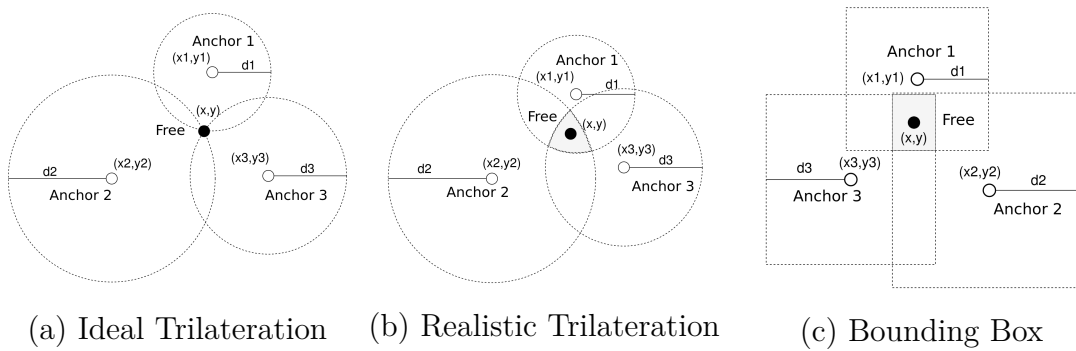 Anchor 1
(x1,y1)
d1
(x,y)
Free
(x2,y2)
d2
Anchor 2
(x3,y3)
d3
Anchor 3
(a) Ideal Trilateration
Anchor 1
(x1,y1)
d1
Free
(x,y)
(x2,y2)
d2
Anchor 2
(x3,y3)
d3
Anchor 3
(b) Realistic Trilateration
Anchor 1
(x1,y1)
d1
Free
(x,y)
(x3,y3)
d3
Anchor 3
(x2,y2)
d2
Anchor 2
(c) Bounding Box